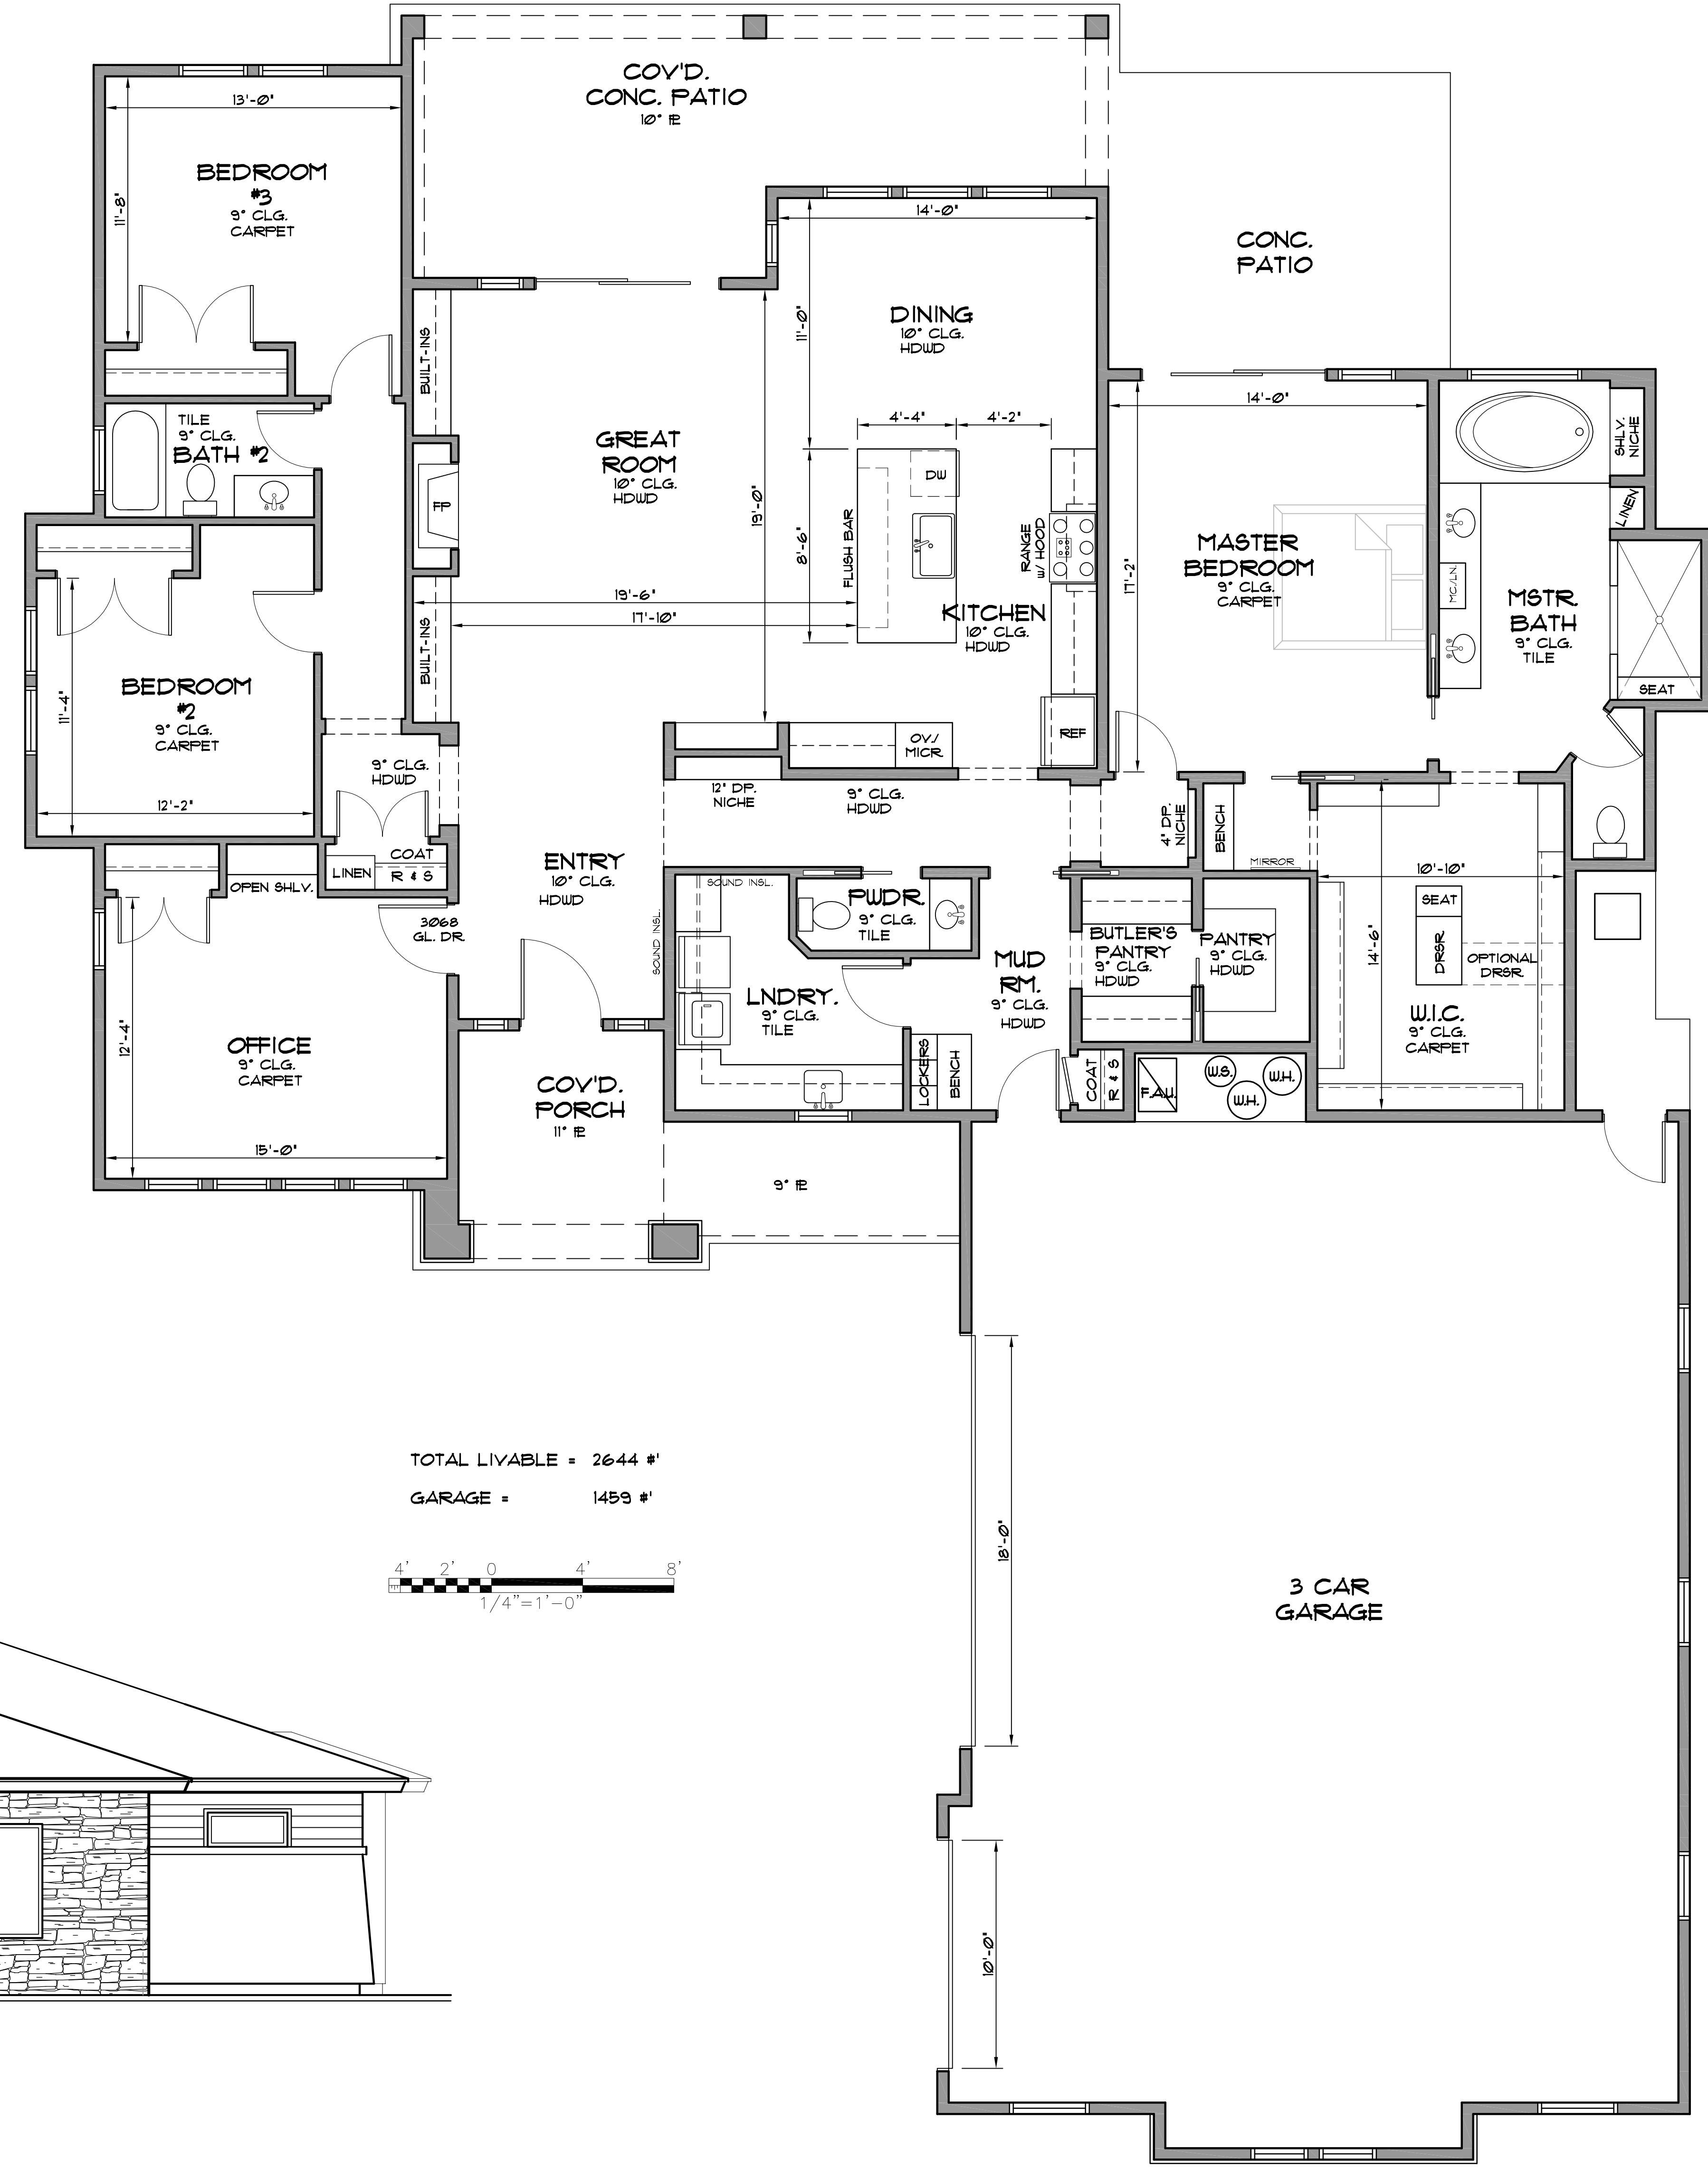 COV'D.
CONC. PATIO
10° PL
13'-0"
BEDROOM
#3
9° CLG.
CARPET
11'-8"
14'-0"
CONC.
PATIO
DINING
10° CLG.
HDWD
11'-0"
BUILT-INS
14'-0"
TILE
9° CLG.
BATH #2
GREAT
ROOM
10° CLG.
HDWD
4'-4"
4'-2"
SHLV.
NICHE
DW
FP
19'-0"
8'-6"
FLUSH BAR
RANGE
w/ HOOD
17'-2"
LINEN
MASTER
BEDROOM
9° CLG.
CARPET
MC./LN.
MSTR.
BATH
9° CLG.
TILE
19'-6"
17'-10"
KITCHEN
10° CLG.
HDWD
BUILT-INS
SEAT
BEDROOM
#2
9° CLG.
CARPET
11'-4"
12'-2"
9° CLG.
HDWD
OV./
MICR.
REF
12" DP.
NICHE
9° CLG.
HDWD
4" DP.
NICHE
BENCH
MIRROR
COAT
LINEN
R & S
OPEN SHLV.
ENTRY
10° CLG.
HDWD
3068
GL. DR.
SOUND INSL.
SOUND INSL.
PWDR.
9° CLG.
TILE
10'-10"
SEAT
DRSR.
OPTIONAL
DRSR.
14'-6"
BUTLER'S
PANTRY
9° CLG.
HDWD
PANTRY
9° CLG.
HDWD
MUD
RM.
9° CLG.
HDWD
LNDRY.
9° CLG.
TILE
W.I.C.
9° CLG.
CARPET
OFFICE
9° CLG.
CARPET
12'-4"
15'-0"
COV'D.
PORCH
11° PL
LOCKERS
BENCH
COAT
R & S
F.A.U.
W.S.
W.H.
W.H.
9° PL
TOTAL LIVABLE = 2644 #'
GARAGE = 1459 #'
4' 2' 0 4' 8'
1/4"=1'-0"
18'-0"
3 CAR
GARAGE
10'-0"